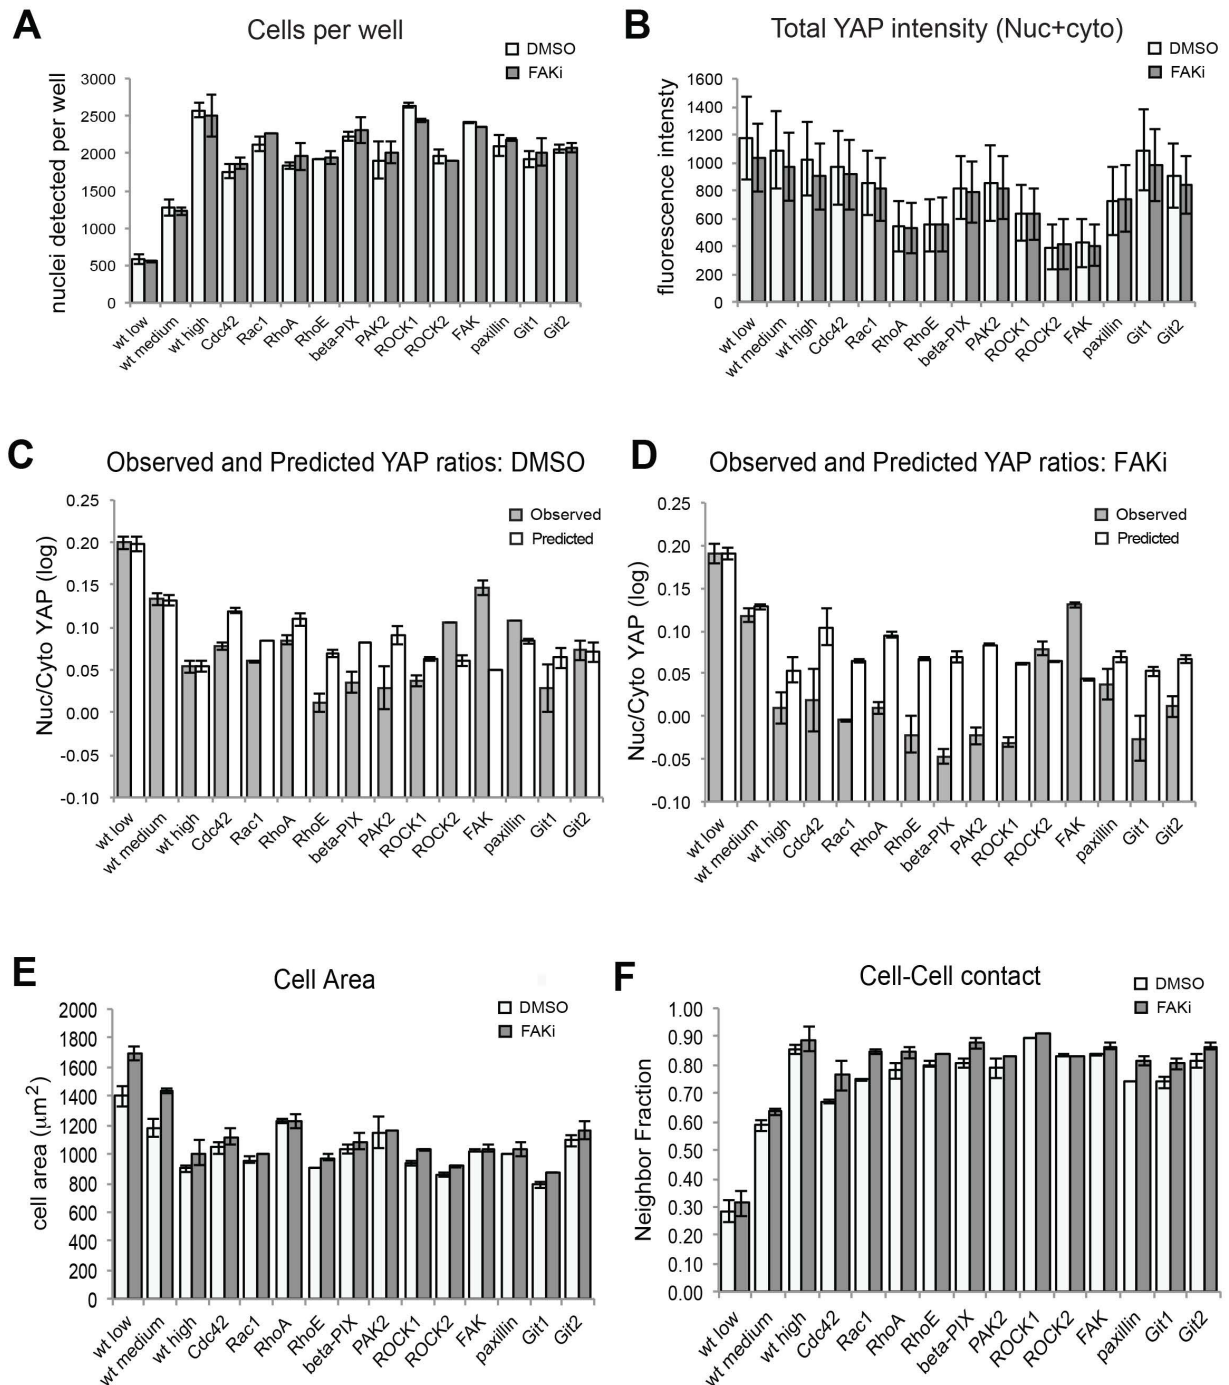 A
Cells per well
DMSO
FAKi
nuclei detected per well
3000
2500
2000
1500
1000
500
0
wt low
wt medium
wt high
Cdc42
Rac1
RhoA
RhoE
beta-PIX
PAK2
ROCK1
ROCK2
FAK
paxillin
Git1
Git2
B
Total YAP intensity (Nuc+cyto)
DMSO
FAKi
fluorescence intensty
1600
1400
1200
1000
800
600
400
200
0
wt low
wt medium
wt high
Cdc42
Rac1
RhoA
RhoE
beta-PIX
PAK2
ROCK1
ROCK2
FAK
paxillin
Git1
Git2
C
Observed and Predicted YAP ratios: DMSO
Observed
Predicted
Nuc/Cyto YAP (log)
0.25
0.20
0.15
0.10
0.05
0.00
-0.05
-0.10
wt low
wt medium
wt high
Cdc42
Rac1
RhoA
RhoE
beta-PIX
PAK2
ROCK1
ROCK2
FAK
paxillin
Git1
Git2
D
Observed and Predicted YAP ratios: FAKi
Observed
Predicted
Nuc/Cyto YAP (log)
0.25
0.20
0.15
0.10
0.05
0.00
-0.05
-0.10
wt low
wt medium
wt high
Cdc42
Rac1
RhoA
RhoE
beta-PIX
PAK2
ROCK1
ROCK2
FAK
paxillin
Git1
Git2
E
Cell Area
DMSO
FAKi
cell area (μm²)
2000
1800
1600
1400
1200
1000
800
600
400
200
0
wt low
wt medium
wt high
Cdc42
Rac1
RhoA
RhoE
beta-PIX
PAK2
ROCK1
ROCK2
FAK
paxillin
Git1
Git2
F
Cell-Cell contact
DMSO
FAKi
Neighbor Fraction
1.00
0.90
0.80
0.70
0.60
0.50
0.40
0.30
0.20
0.10
0.00
wt low
wt medium
wt high
Cdc42
Rac1
RhoA
RhoE
beta-PIX
PAK2
ROCK1
ROCK2
FAK
paxillin
Git1
Git2